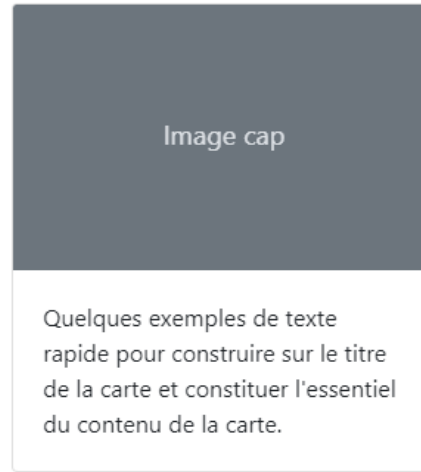 Image cap
Quelques exemples de texte
rapide pour construire sur le titre
de la carte et constituer l'essentiel
du contenu de la carte.